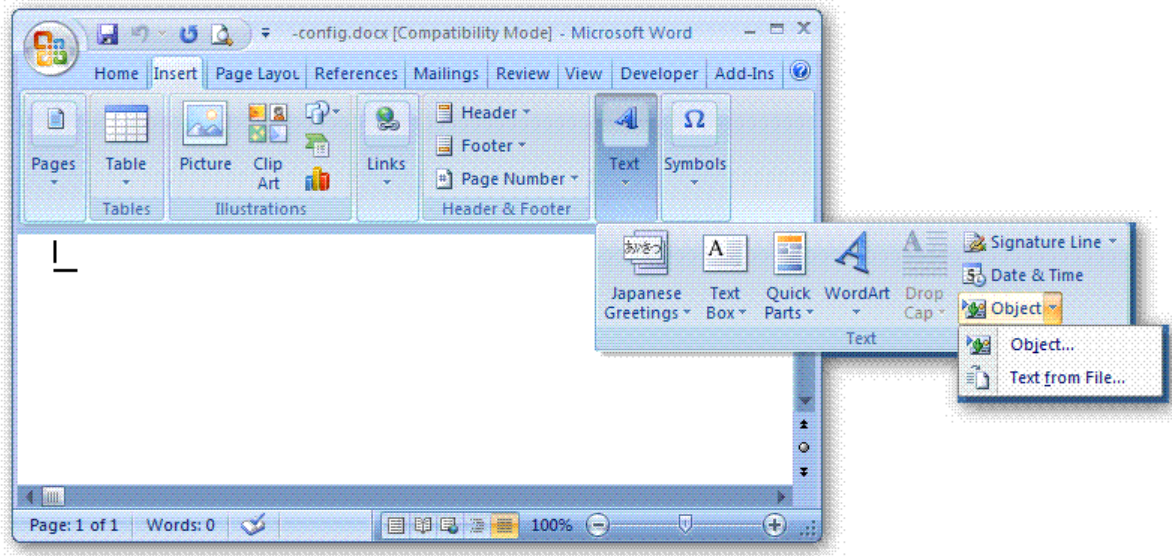 -config.docx [Compatibility Mode] - Microsoft Word
Home Insert Page Layou References Mailings Review View Developer Add-Ins
Pages
Table
Picture
Clip
Art
Links
Header
Footer
Page Number
Text
Symbols
Tables
Illustrations
Header & Footer
Japanese
Greetings
A
Text
Box
Quick
Parts
WordArt
Drop
Cap
Signature Line
Date & Time
Object
Text
Object...
Text from File...
Page: 1 of 1 Words: 0 100%